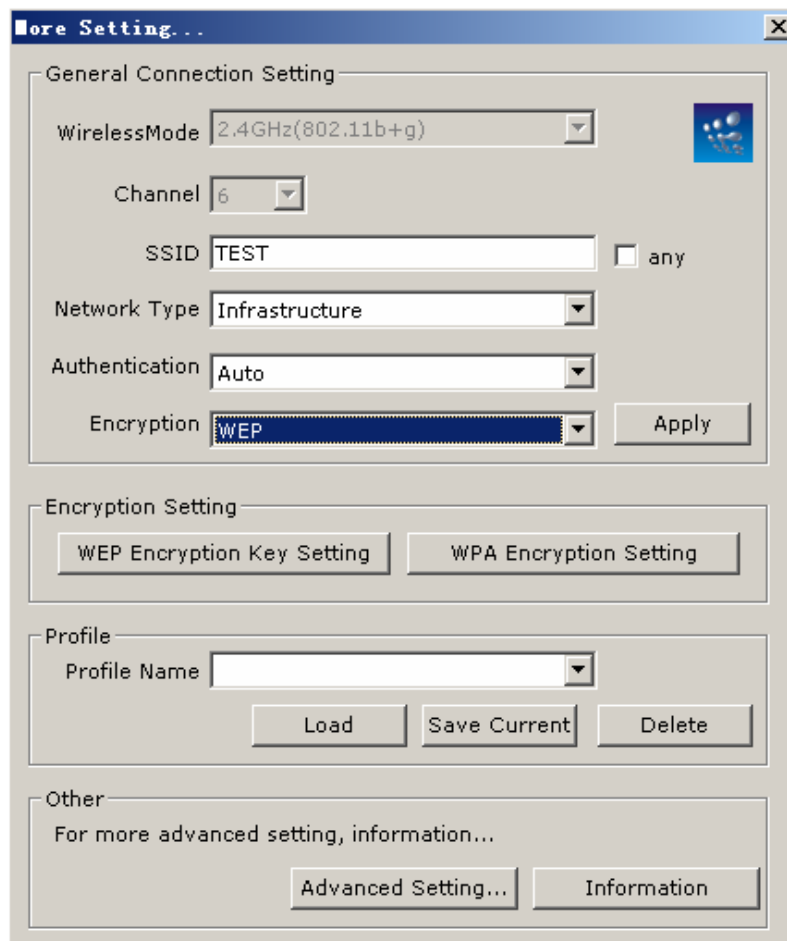 More Setting...
General Connection Setting
WirelessMode 2.4GHz(802.11b+g)
Channel 6
SSID TEST any
Network Type Infrastructure
Authentication Auto
Encryption WEP Apply
Encryption Setting
WEP Encryption Key Setting WPA Encryption Setting
Profile
Profile Name
Load Save Current Delete
Other
For more advanced setting, information...
Advanced Setting... Information